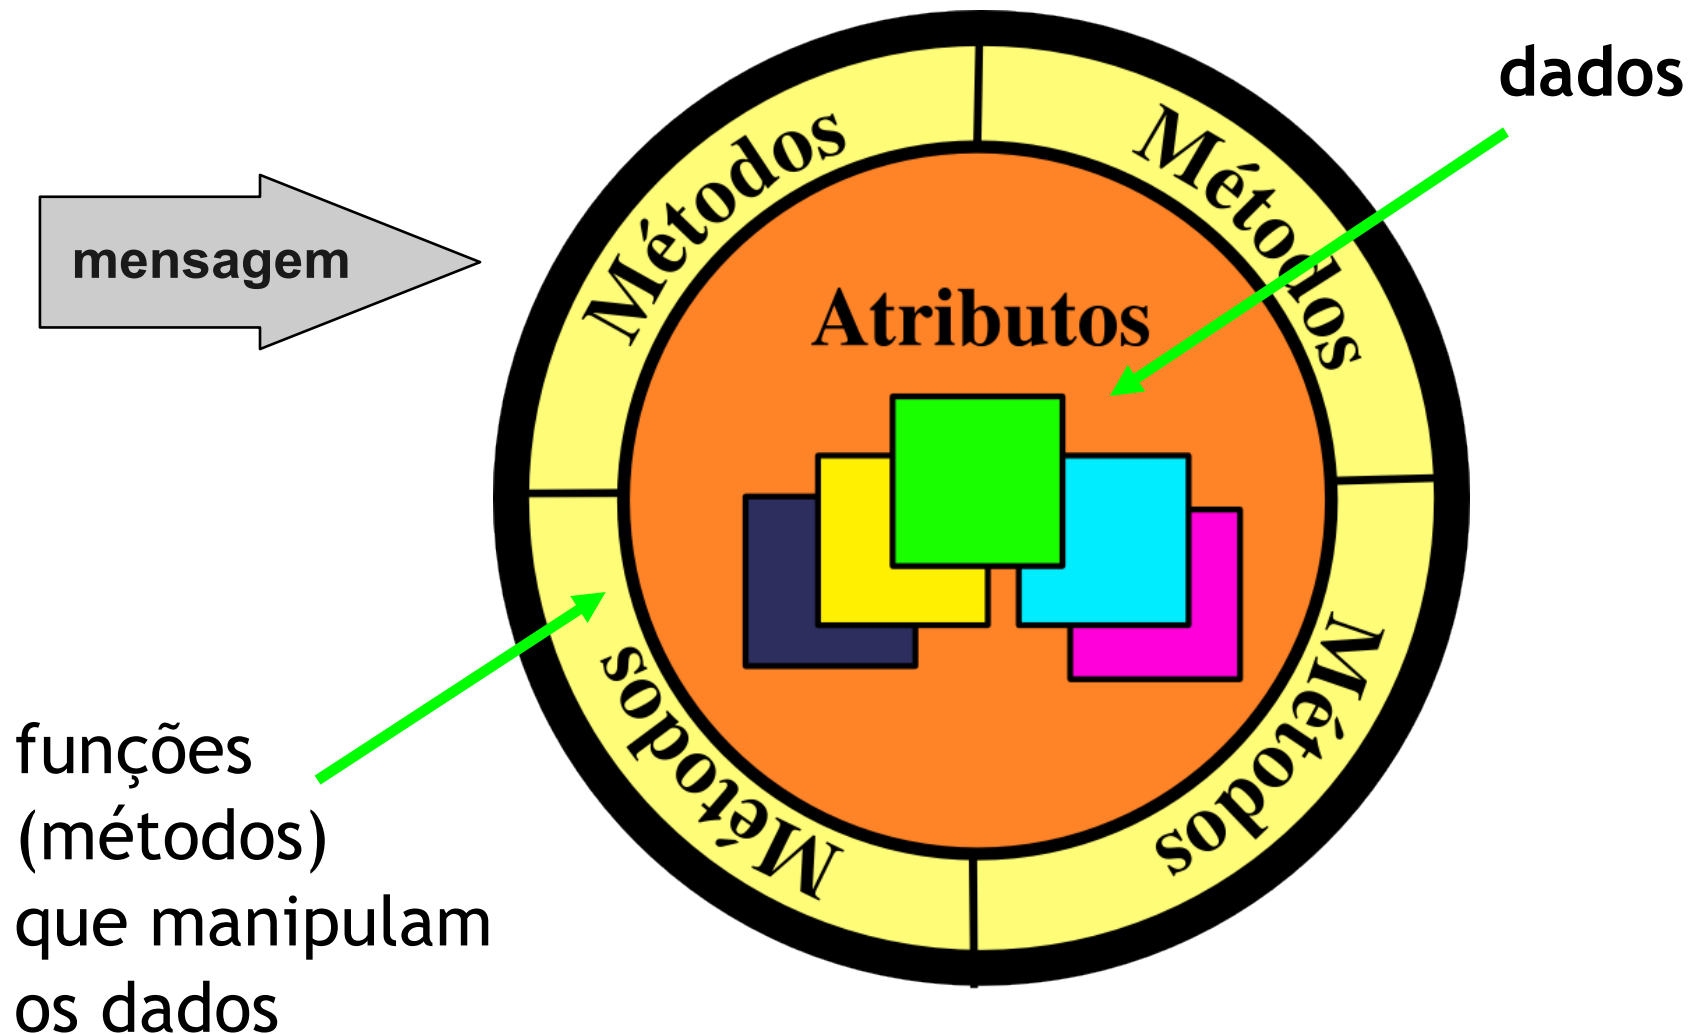 dados
mensagem
Métodos
Métodos
Atributos
Métodos
Métodos
funções
(métodos)
que manipulam
os dados